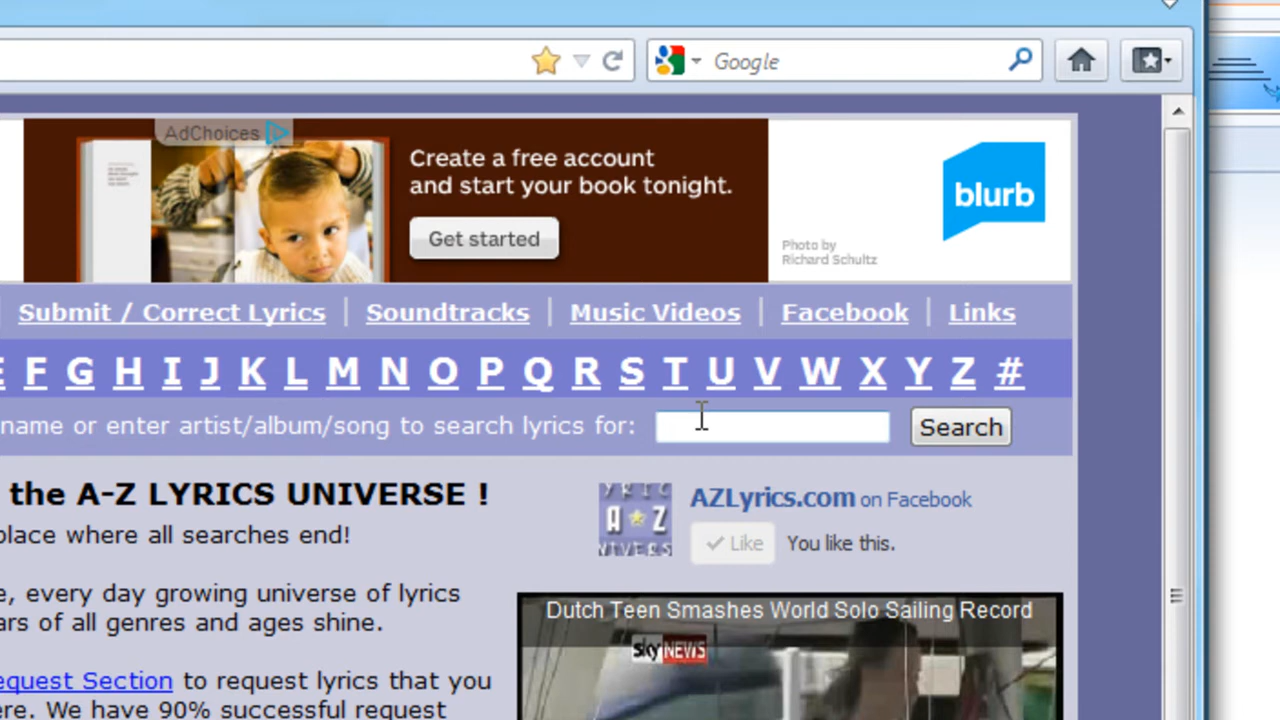 Google
AdChoices
Create a free account
and start your book tonight.
Get started
blurb
Photo by
Richard Schultz
Submit / Correct Lyrics | Soundtracks | Music Videos | Facebook | Links
F G H I J K L M N O P Q R S T U V W X Y Z #
name or enter artist/album/song to search lyrics for:
Search
the A-Z LYRICS UNIVERSE !
place where all searches end!
AZLyrics.com on Facebook
A Z
Like
You like this.
, every day growing universe of lyrics
of all genres and ages shine.
Dutch Teen Smashes World Solo Sailing Record
sky NEWS
equest Section to request lyrics that you
ere. We have 90% successful request